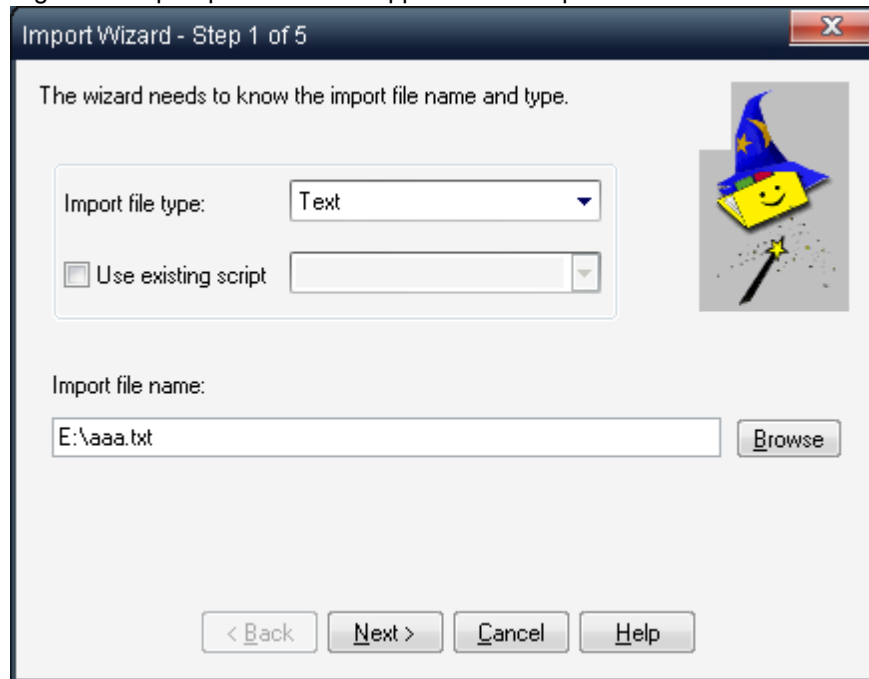 Import Wizard - Step 1 of 5
The wizard needs to know the import file name and type.
Import file type:
Text
Use existing script
Import file name:
E:\aaa.txt
Browse
< Back
Next >
Cancel
Help